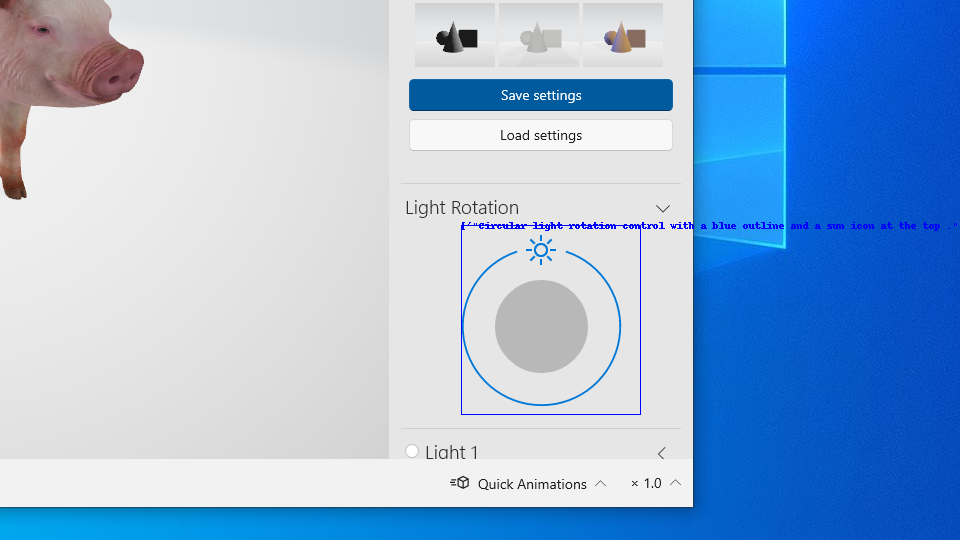 Save settings
Load settings
Light Rotation
[´"Circular light rotation control with a blue outline and a sun icon at the top ."
Light 1
Quick Animations
× 1.0